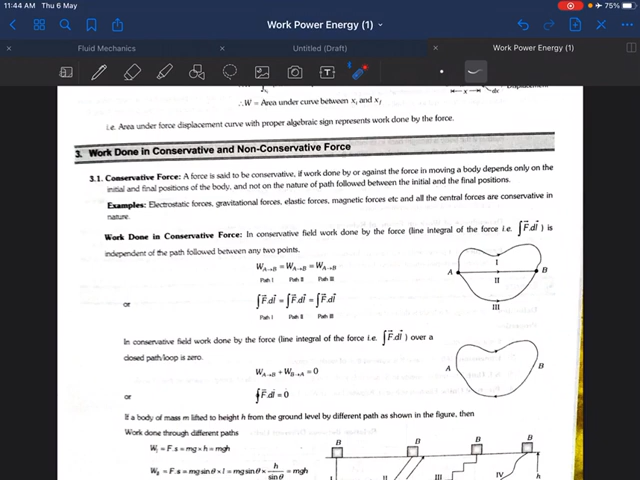 11:44 AM Thu 6 May
75%
Work Power Energy (1)
Fluid Mechanics
Untitled (Draft)
Work Power Energy (1)
∴W = Area under curve between xᵢ and x_f
x
dx
Displacement
i.e. Area under force displacement curve with proper algebraic sign represents work done by the force.
3. Work Done in Conservative and Non-Conservative Force
3.1. Conservative Force: A force is said to be conservative, if work done by or against the force in moving a body depends only on the
initial and final positions of the body, and not on the nature of path followed between the initial and the final positions.
Examples: Electrostatic forces, gravitational forces, elastic forces, magnetic forces etc and all the central forces are conservative in
nature.
Work Done in Conservative Force: In conservative field work done by the force (line integral of the force i.e. ∫F⃗.dl⃗) is
independent of the path followed between any two points.
W_{A→B} = W_{A→B} = W_{A→B}
Path I Path II Path III
or ∫F⃗.dl⃗ = ∫F⃗.dl⃗ = ∫F⃗.dl⃗
Path I Path II Path III
I
A B
II
III
In conservative field work done by the force (line integral of the force i.e. ∫F⃗.dl⃗) over a
closed path/loop is zero.
W_{A→B} + W_{B→A} = 0
or ∮F⃗.dl⃗ = 0
A B
If a body of mass m lifted to height h from the ground level by different path as shown in the figure, then
Work done through different paths
W_I = F.s = mg × h = mgh
W_II = F.s = mg sin θ × l = mg sin θ × h/sin θ = mgh
B B B B
I II III IV h